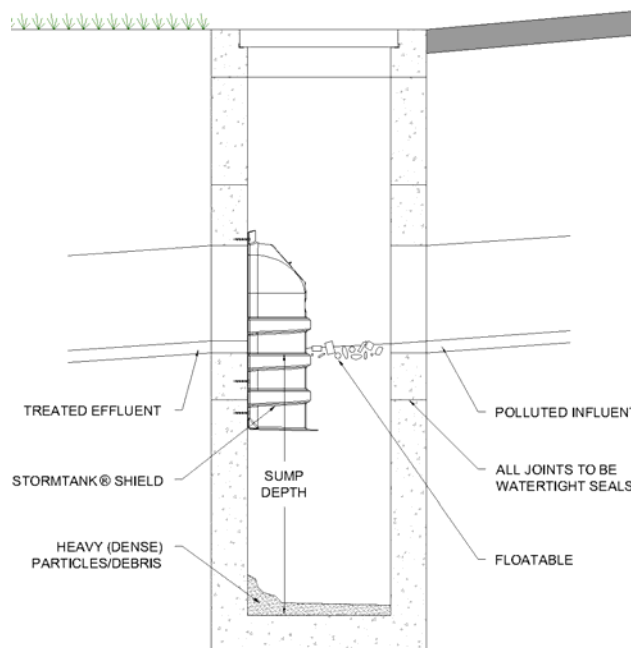 TREATED EFFLUENT
POLLUTED INFLUENT
STORMTANK® SHIELD
SUMP
DEPTH
ALL JOINTS TO BE
WATERTIGHT SEALS
HEAVY (DENSE)
PARTICLES/DEBRIS
FLOATABLE